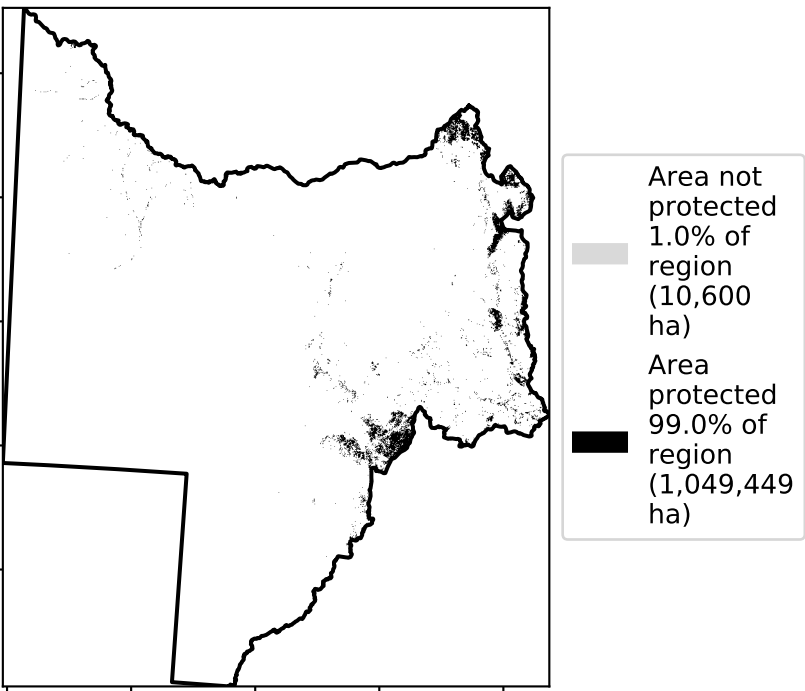 Area not
protected
1.0% of
region
(10,600
ha)
Area
protected
99.0% of
region
(1,049,449
ha)